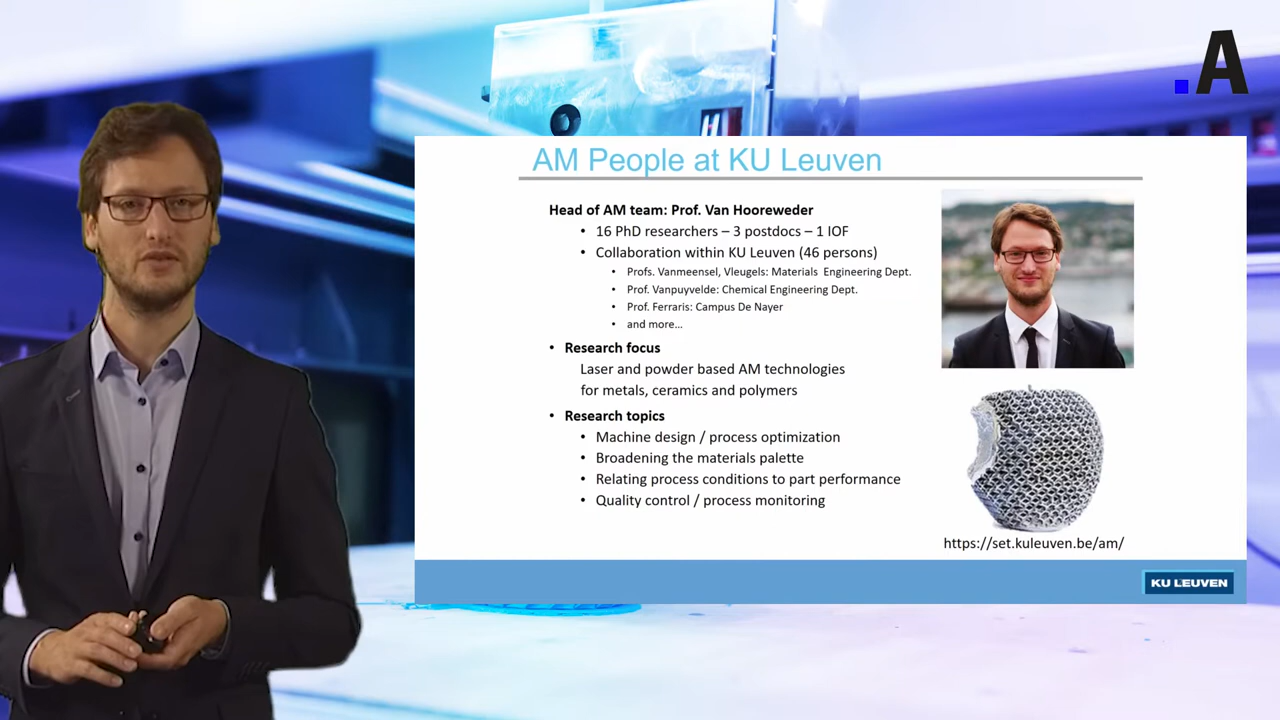 .A
AM People at KU Leuven
Head of AM team: Prof. Van Hooreweder
• 16 PhD researchers – 3 postdocs – 1 IOF
• Collaboration within KU Leuven (46 persons)
• Profs. Vanmeensel, Vleugels: Materials Engineering Dept.
• Prof. Vanpuyvelde: Chemical Engineering Dept.
• Prof. Ferraris: Campus De Nayer
• and more...
• Research focus
Laser and powder based AM technologies
for metals, ceramics and polymers
• Research topics
• Machine design / process optimization
• Broadening the materials palette
• Relating process conditions to part performance
• Quality control / process monitoring
https://set.kuleuven.be/am/
KU LEUVEN